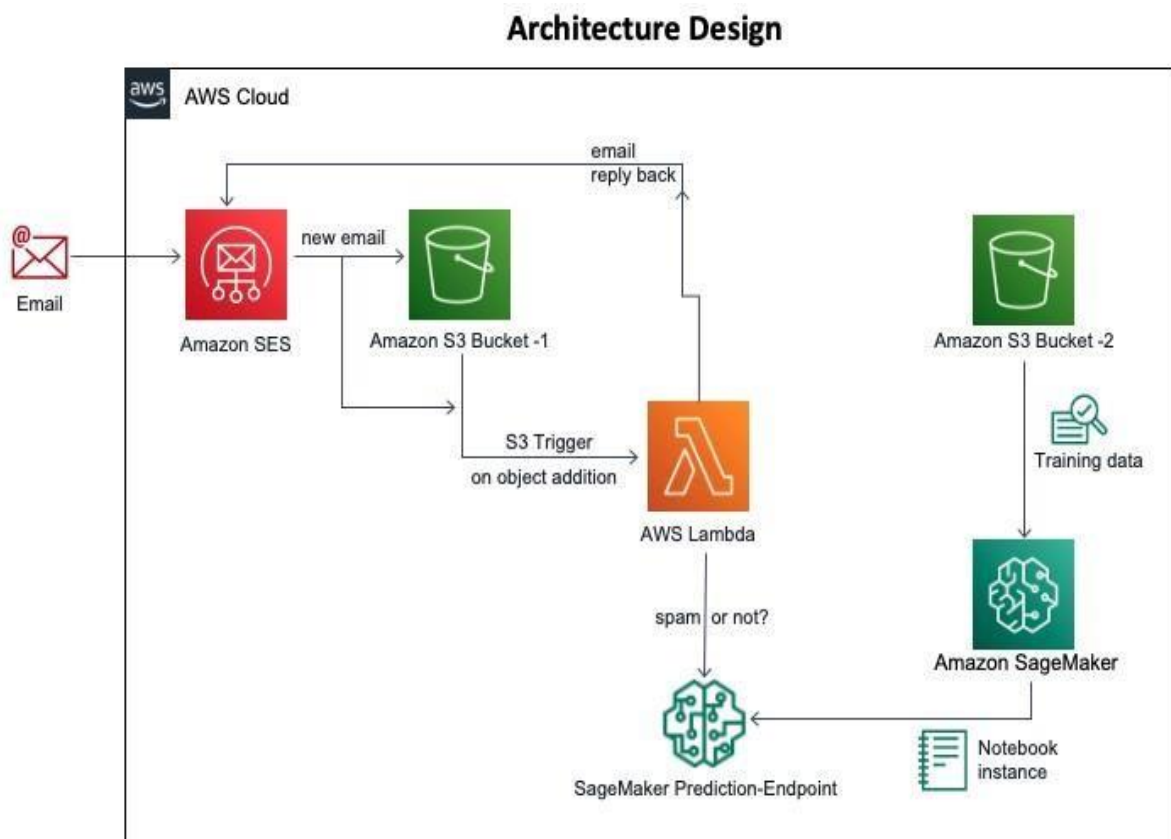 Architecture Design
aws
AWS Cloud
email
reply back
@
new email
Email
Amazon SES
Amazon S3 Bucket -1
Amazon S3 Bucket -2
S3 Trigger
on object addition
Training data
AWS Lambda
spam or not?
Amazon SageMaker
SageMaker Prediction-Endpoint
Notebook
instance